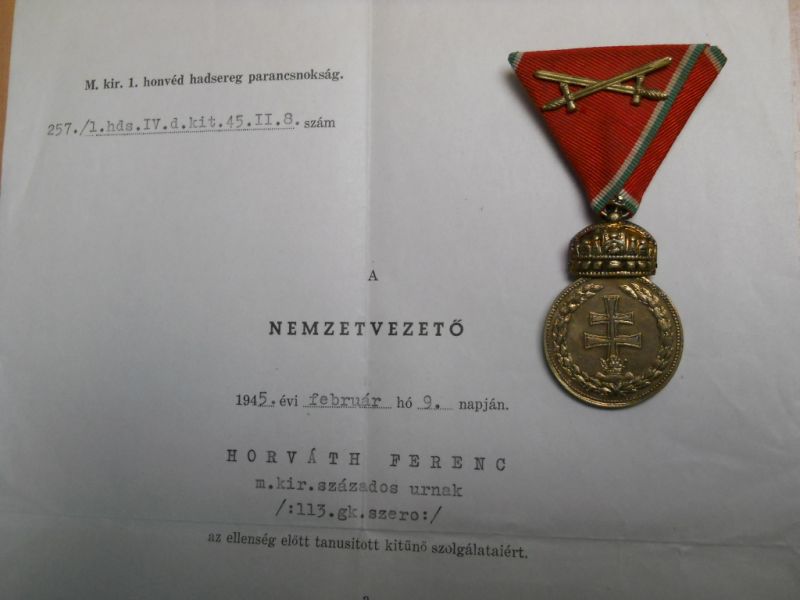 M. kir. 1. honvéd hadsereg parancsnokság.
257./1.hds.IV.d.kit.45.II.8. szám
A
NEMZETVEZETŐ
1945. évi február hó 9. napján.
HORVÁTH FERENC
m.kir.százados urnak
/:113.gk.szero:/
az ellenség előtt tanusitott kitünő szolgálataiért.